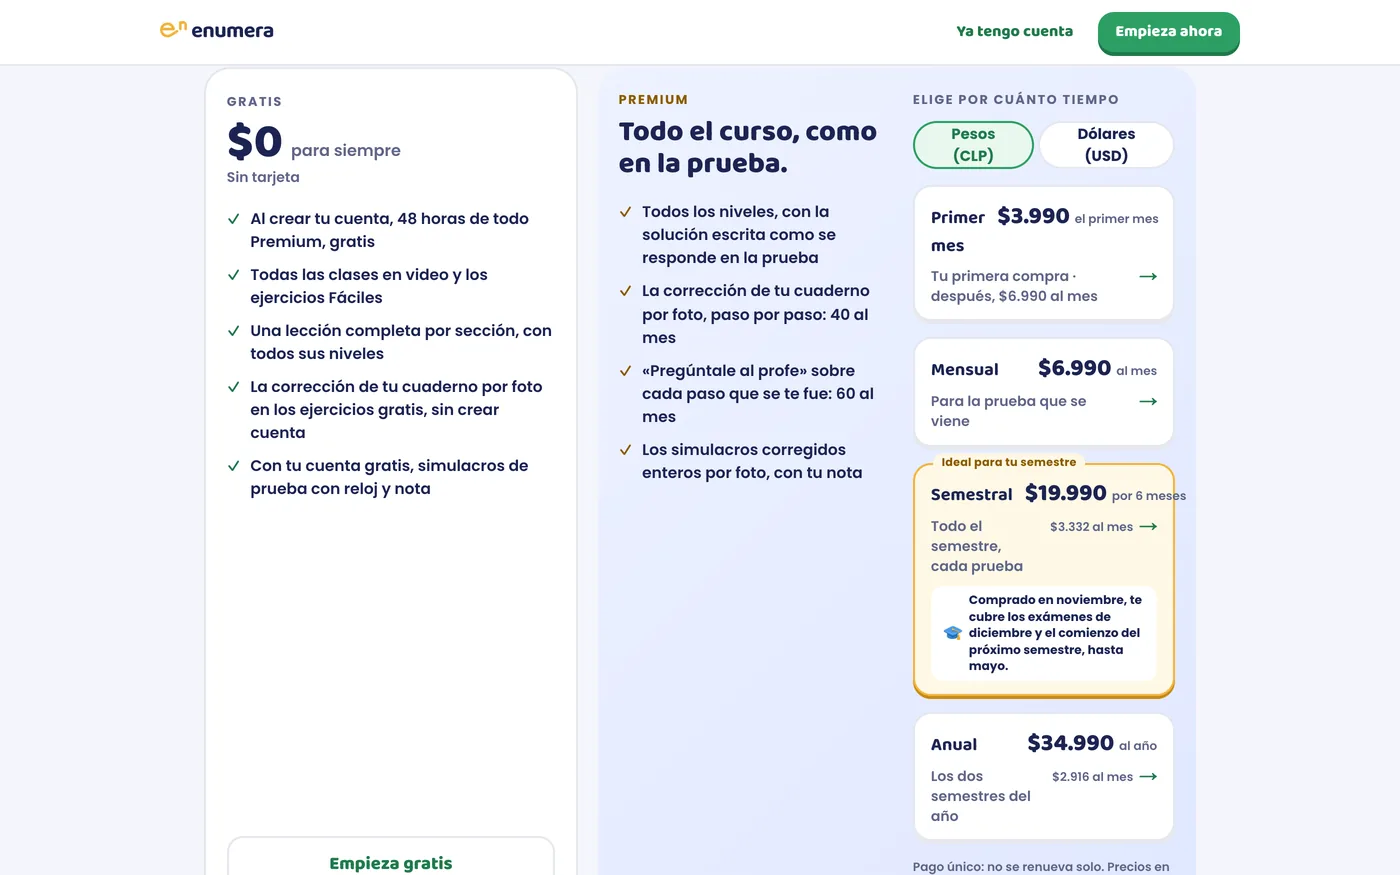 en enumera
Ya tengo cuenta
Empieza ahora
GRATIS
$0 para siempre
Sin tarjeta
Al crear tu cuenta, 48 horas de todo
Premium, gratis
Todas las clases en video y los
ejercicios Fáciles
Una lección completa por sección, con
todos sus niveles
La corrección de tu cuaderno por foto
en los ejercicios gratis, sin crear
cuenta
Con tu cuenta gratis, simulacros de
prueba con reloj y nota
Empieza gratis
PREMIUM
Todo el curso, como
en la prueba.
Todos los niveles, con la
solución escrita como se
responde en la prueba
La corrección de tu cuaderno
por foto, paso por paso: 40 al
mes
«Pregúntale al profe» sobre
cada paso que se te fue: 60 al
mes
Los simulacros corregidos
enteros por foto, con tu nota
ELIGE POR CUÁNTO TIEMPO
Pesos
(CLP)
Dólares
(USD)
Primer $3.990 el primer mes
mes
Tu primera compra · →
después, $6.990 al mes
Mensual $6.990 al mes
Para la prueba que se →
viene
Ideal para tu semestre
Semestral $19.990 por 6 meses
Todo el $3.332 al mes →
semestre,
cada prueba
Comprado en noviembre, te
cubre los exámenes de
diciembre y el comienzo del
próximo semestre, hasta
mayo.
Anual $34.990 al año
Los dos $2.916 al mes →
semestres del
año
Pago único: no se renueva solo. Precios en